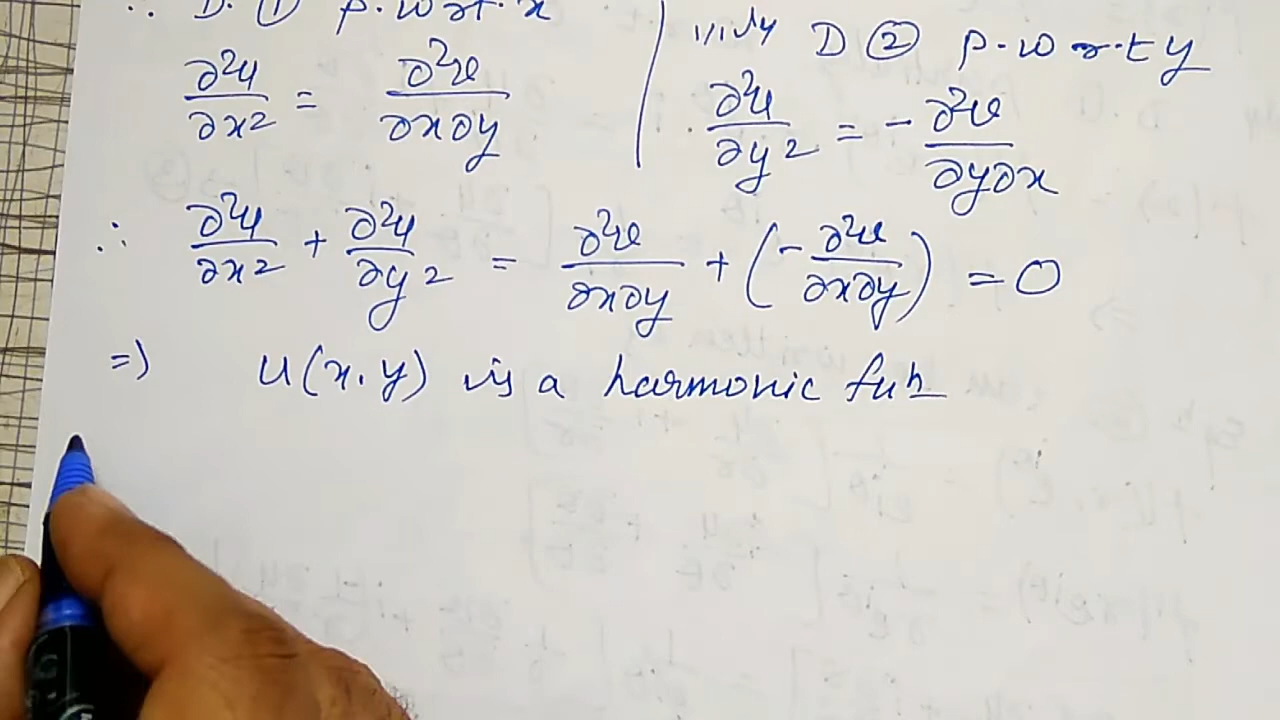 ∴ D. ① p. w. r. t. x
∂²u/∂x² = ∂²v/∂x∂y
|||ly D ② p. w. r. t y
∂²u/∂y² = - ∂²v/∂y∂x
∴ ∂²u/∂x² + ∂²u/∂y² = ∂²v/∂x∂y + (- ∂²v/∂x∂y) = 0
=) u(x, y) is a harmonic fuⁿ